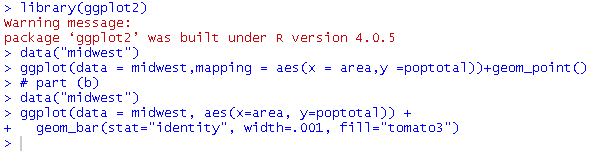 > library(ggplot2)
Warning message:
package ‘ggplot2’ was built under R version 4.0.5
> data("midwest")
> ggplot(data = midwest,mapping = aes(x = area,y =poptotal))+geom_point()
> # part (b)
> data("midwest")
> ggplot(data = midwest, aes(x=area, y=poptotal)) +
+   geom_bar(stat="identity", width=.001, fill="tomato3")
>